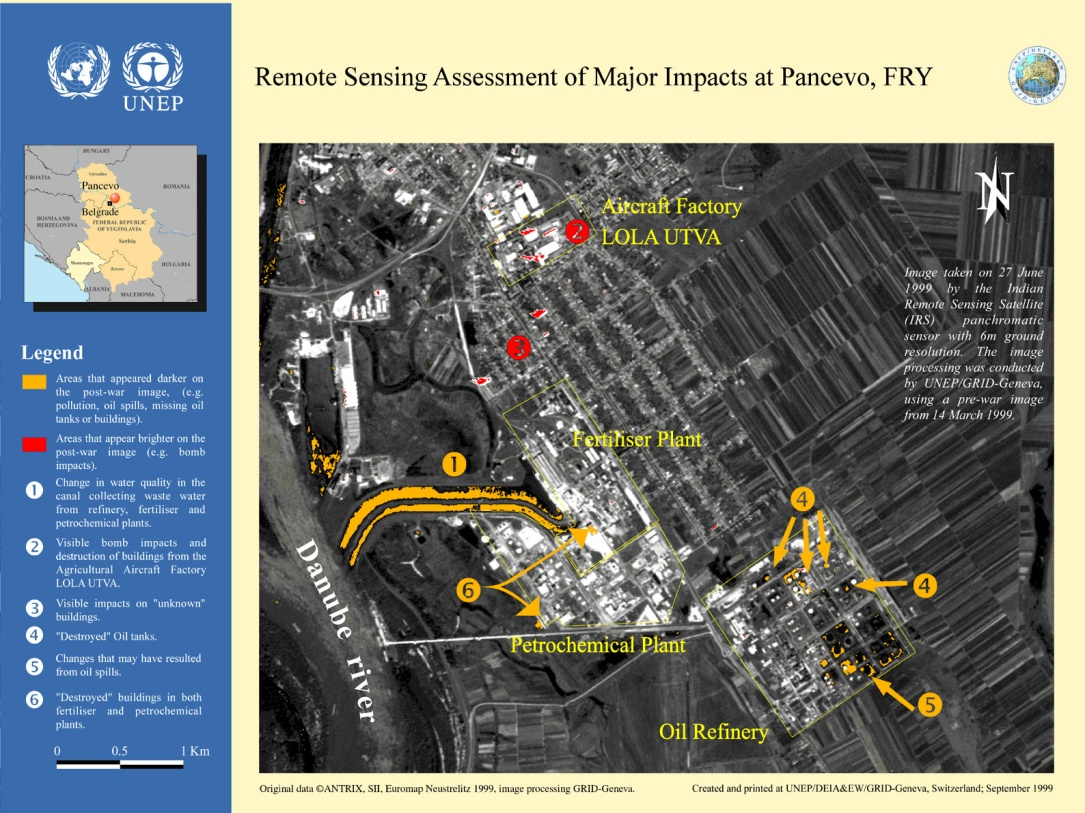 UNEP
Remote Sensing Assessment of Major Impacts at Pancevo, FRY
HUNGARY
CROATIA
Pancevo
ROMANIA
Belgrade
BOSNIA AND
HERZEGOVINA
FEDERAL REPUBLIC
OF YUGOSLAVIA
Serbia
Montenegro
Kosovo
BULGARIA
ALBANIA
MACEDONIA
Legend
Areas that appeared darker on
the post-war image, (e.g.
pollution, oil spills, missing oil
tanks or buildings).
Areas that appear brighter on the
post-war image (e.g. bomb
impacts).
1
Change in water quality in the
canal collecting waste water
from refinery, fertiliser and
petrochemical plants.
2
Visible bomb impacts and
destruction of buildings from the
Agricultural Aircraft Factory
LOLA UTVA.
3
Visible impacts on "unknown"
buildings.
4
"Destroyed" Oil tanks.
5
Changes that may have resulted
from oil spills.
6
"Destroyed" buildings in both
fertiliser and petrochemical
plants.
0 0.5 1 Km
N
Aircraft Factory
LOLA UTVA
2
3
Image taken on 27 June
1999 by the Indian
Remote Sensing Satellite
(IRS) panchromatic
sensor with 6m ground
resolution. The image
processing was conducted
by UNEP/GRID-Geneva,
using a pre-war image
from 14 March 1999.
Fertiliser Plant
1
4
4
6
5
Danube river
Petrochemical Plant
Oil Refinery
Original data ©ANTRIX, SII, Euromap Neustrelitz 1999, image processing GRID-Geneva.
Created and printed at UNEP/DEIA&EW/GRID-Geneva, Switzerland; September 1999